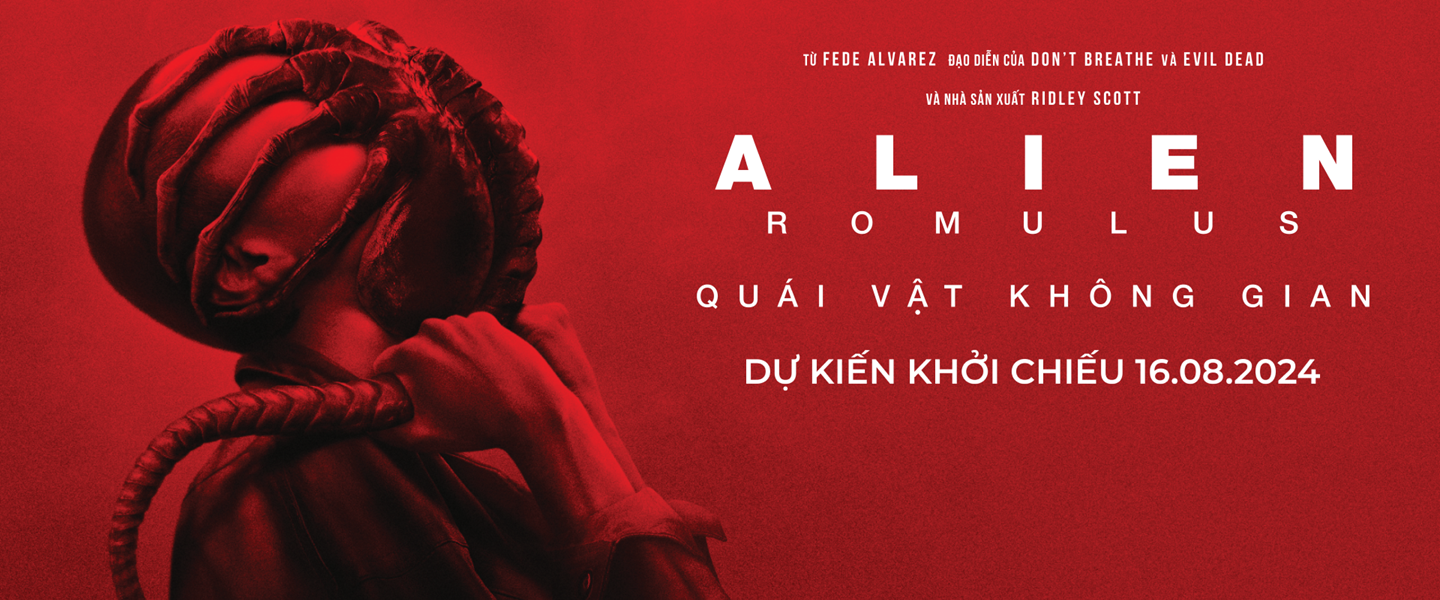 TỪ FEDE ALVAREZ ĐẠO DIỄN CỦA DON'T BREATHE VÀ EVIL DEAD
VÀ NHÀ SẢN XUẤT RIDLEY SCOTT
ALIEN
ROMULUS
QUÁI VẬT KHÔNG GIAN
DỰ KIẾN KHỞI CHIẾU 16.08.2024